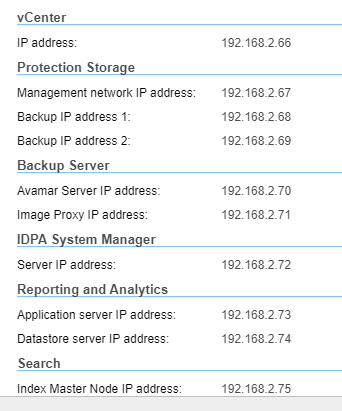 vCenter
IP address: 192.168.2.66
Protection Storage
Management network IP address: 192.168.2.67
Backup IP address 1: 192.168.2.68
Backup IP address 2: 192.168.2.69
Backup Server
Avamar Server IP address: 192.168.2.70
Image Proxy IP address: 192.168.2.71
IDPA System Manager
Server IP address: 192.168.2.72
Reporting and Analytics
Application server IP address: 192.168.2.73
Datastore server IP address: 192.168.2.74
Search
Index Master Node IP address: 192.168.2.75